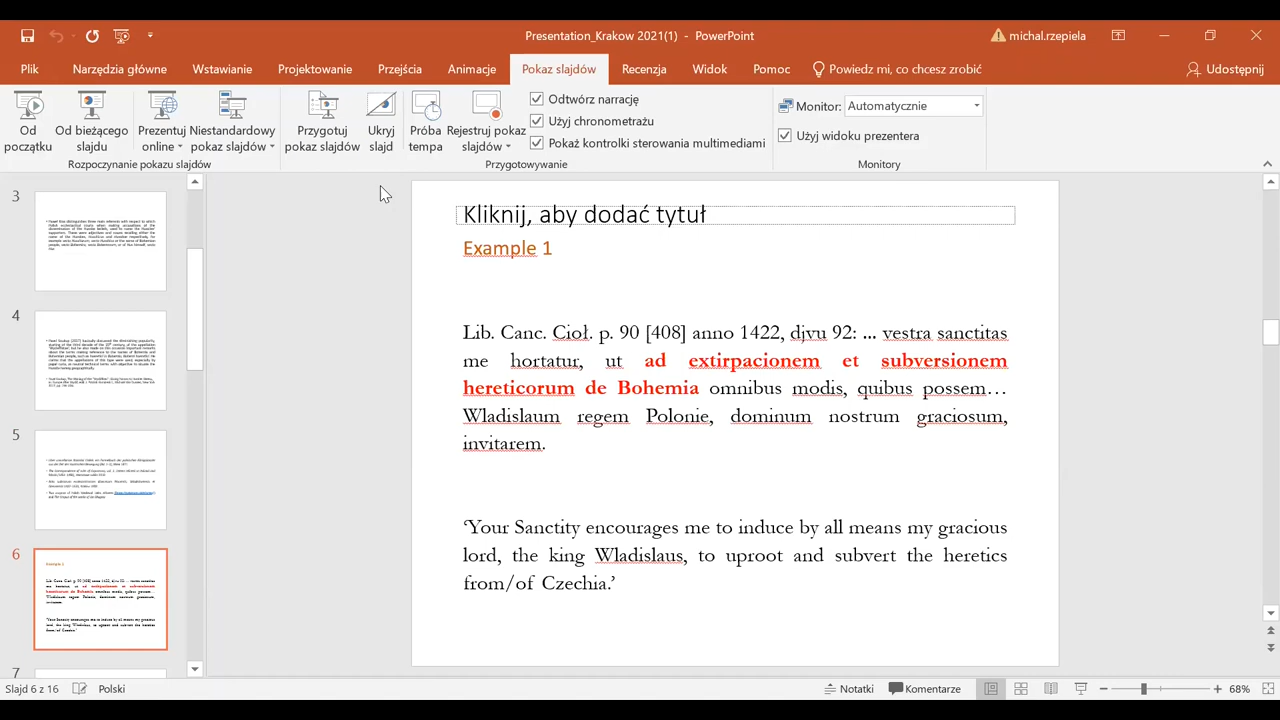 Presentation_Krakow 2021(1) - PowerPoint
michal.rzepiela
Plik Narzędzia główne Wstawianie Projektowanie Przejścia Animacje Pokaz slajdów Recenzja Widok Pomoc Powiedz mi, co chcesz zrobić Udostępnij
Od początku
Od bieżącego slajdu
Prezentuj online
Niestandardowy pokaz slajdów
Rozpoczynanie pokazu slajdów
Przygotuj pokaz slajdów
Ukryj slajd
Próba tempa
Rejestruj pokaz slajdów
Odtwórz narrację
Użyj chronometrażu
Pokaż kontrolki sterowania multimediami
Przygotowywanie
Monitor: Automatycznie
Użyj widoku prezentera
Monitory
3
4
5
6
Example 1
7
Kliknij, aby dodać tytuł
Example 1
Lib. Canc. Cioł. p. 90 [408] anno 1422, divu 92: ... vestra sanctitas
me hortatur, ut ad extirpacionem et subversionem
hereticorum de Bohemia omnibus modis, quibus possem…
Wladislaum regem Polonie, dominum nostrum graciosum,
invitarem.
‘Your Sanctity encourages me to induce by all means my gracious
lord, the king Wladislaus, to uproot and subvert the heretics
from/of Czechia.’
Slajd 6 z 16 Polski Notatki Komentarze 68%